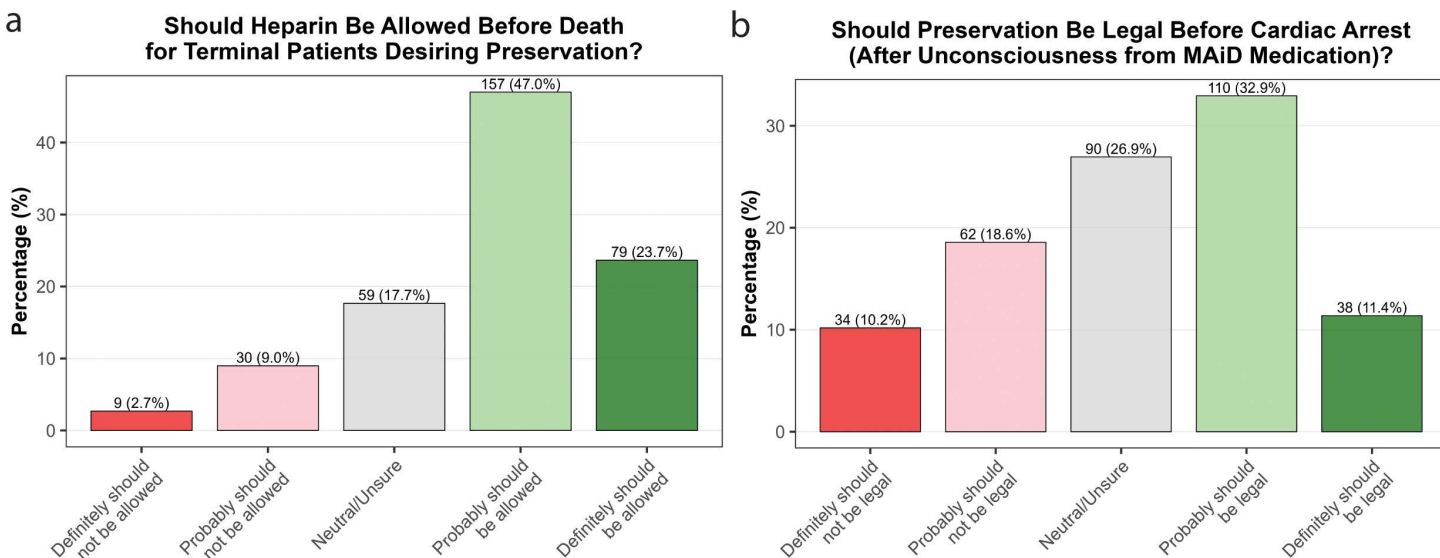 a
Should Heparin Be Allowed Before Death
for Terminal Patients Desiring Preservation?
Percentage (%)
40
30
20
10
0
9 (2.7%)
30 (9.0%)
59 (17.7%)
157 (47.0%)
79 (23.7%)
Definitely should
not be allowed
Probably should
not be allowed
Neutral/Unsure
Probably should
be allowed
Definitely should
be allowed
b
Should Preservation Be Legal Before Cardiac Arrest
(After Unconsciousness from MAiD Medication)?
Percentage (%)
30
20
10
0
34 (10.2%)
62 (18.6%)
90 (26.9%)
110 (32.9%)
38 (11.4%)
Definitely should
not be legal
Probably should
not be legal
Neutral/Unsure
Probably should
be legal
Definitely should
be legal